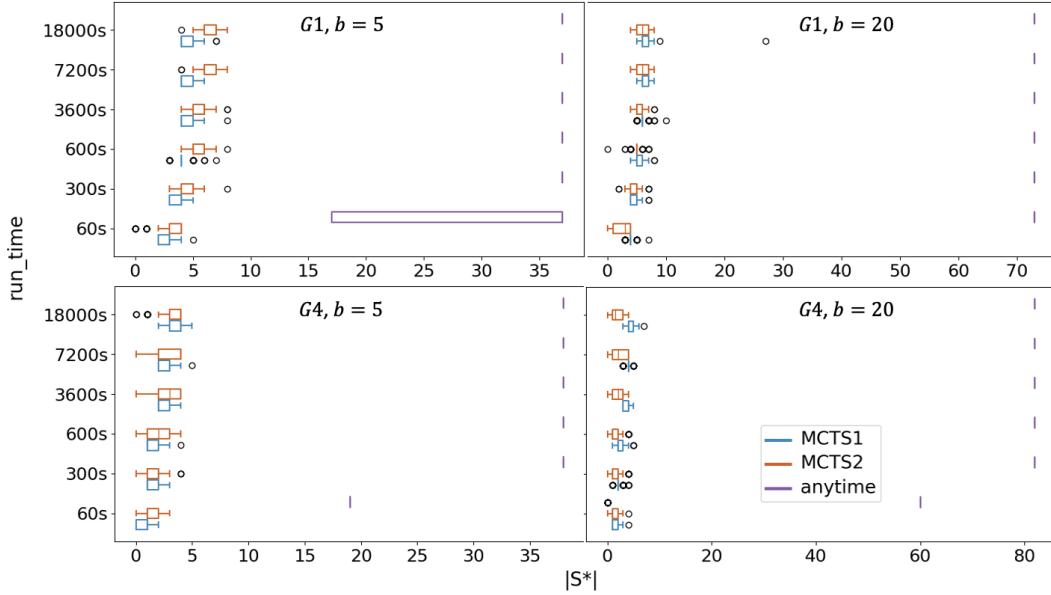 run_time
G1, b = 5
18000s
7200s
3600s
600s
300s
60s
0 5 10 15 20 25 30 35
G1, b = 20
0 10 20 30 40 50 60 70
G4, b = 5
18000s
7200s
3600s
600s
300s
60s
0 5 10 15 20 25 30 35
G4, b = 20
MCTS1
MCTS2
anytime
0 20 40 60 80
|S*|